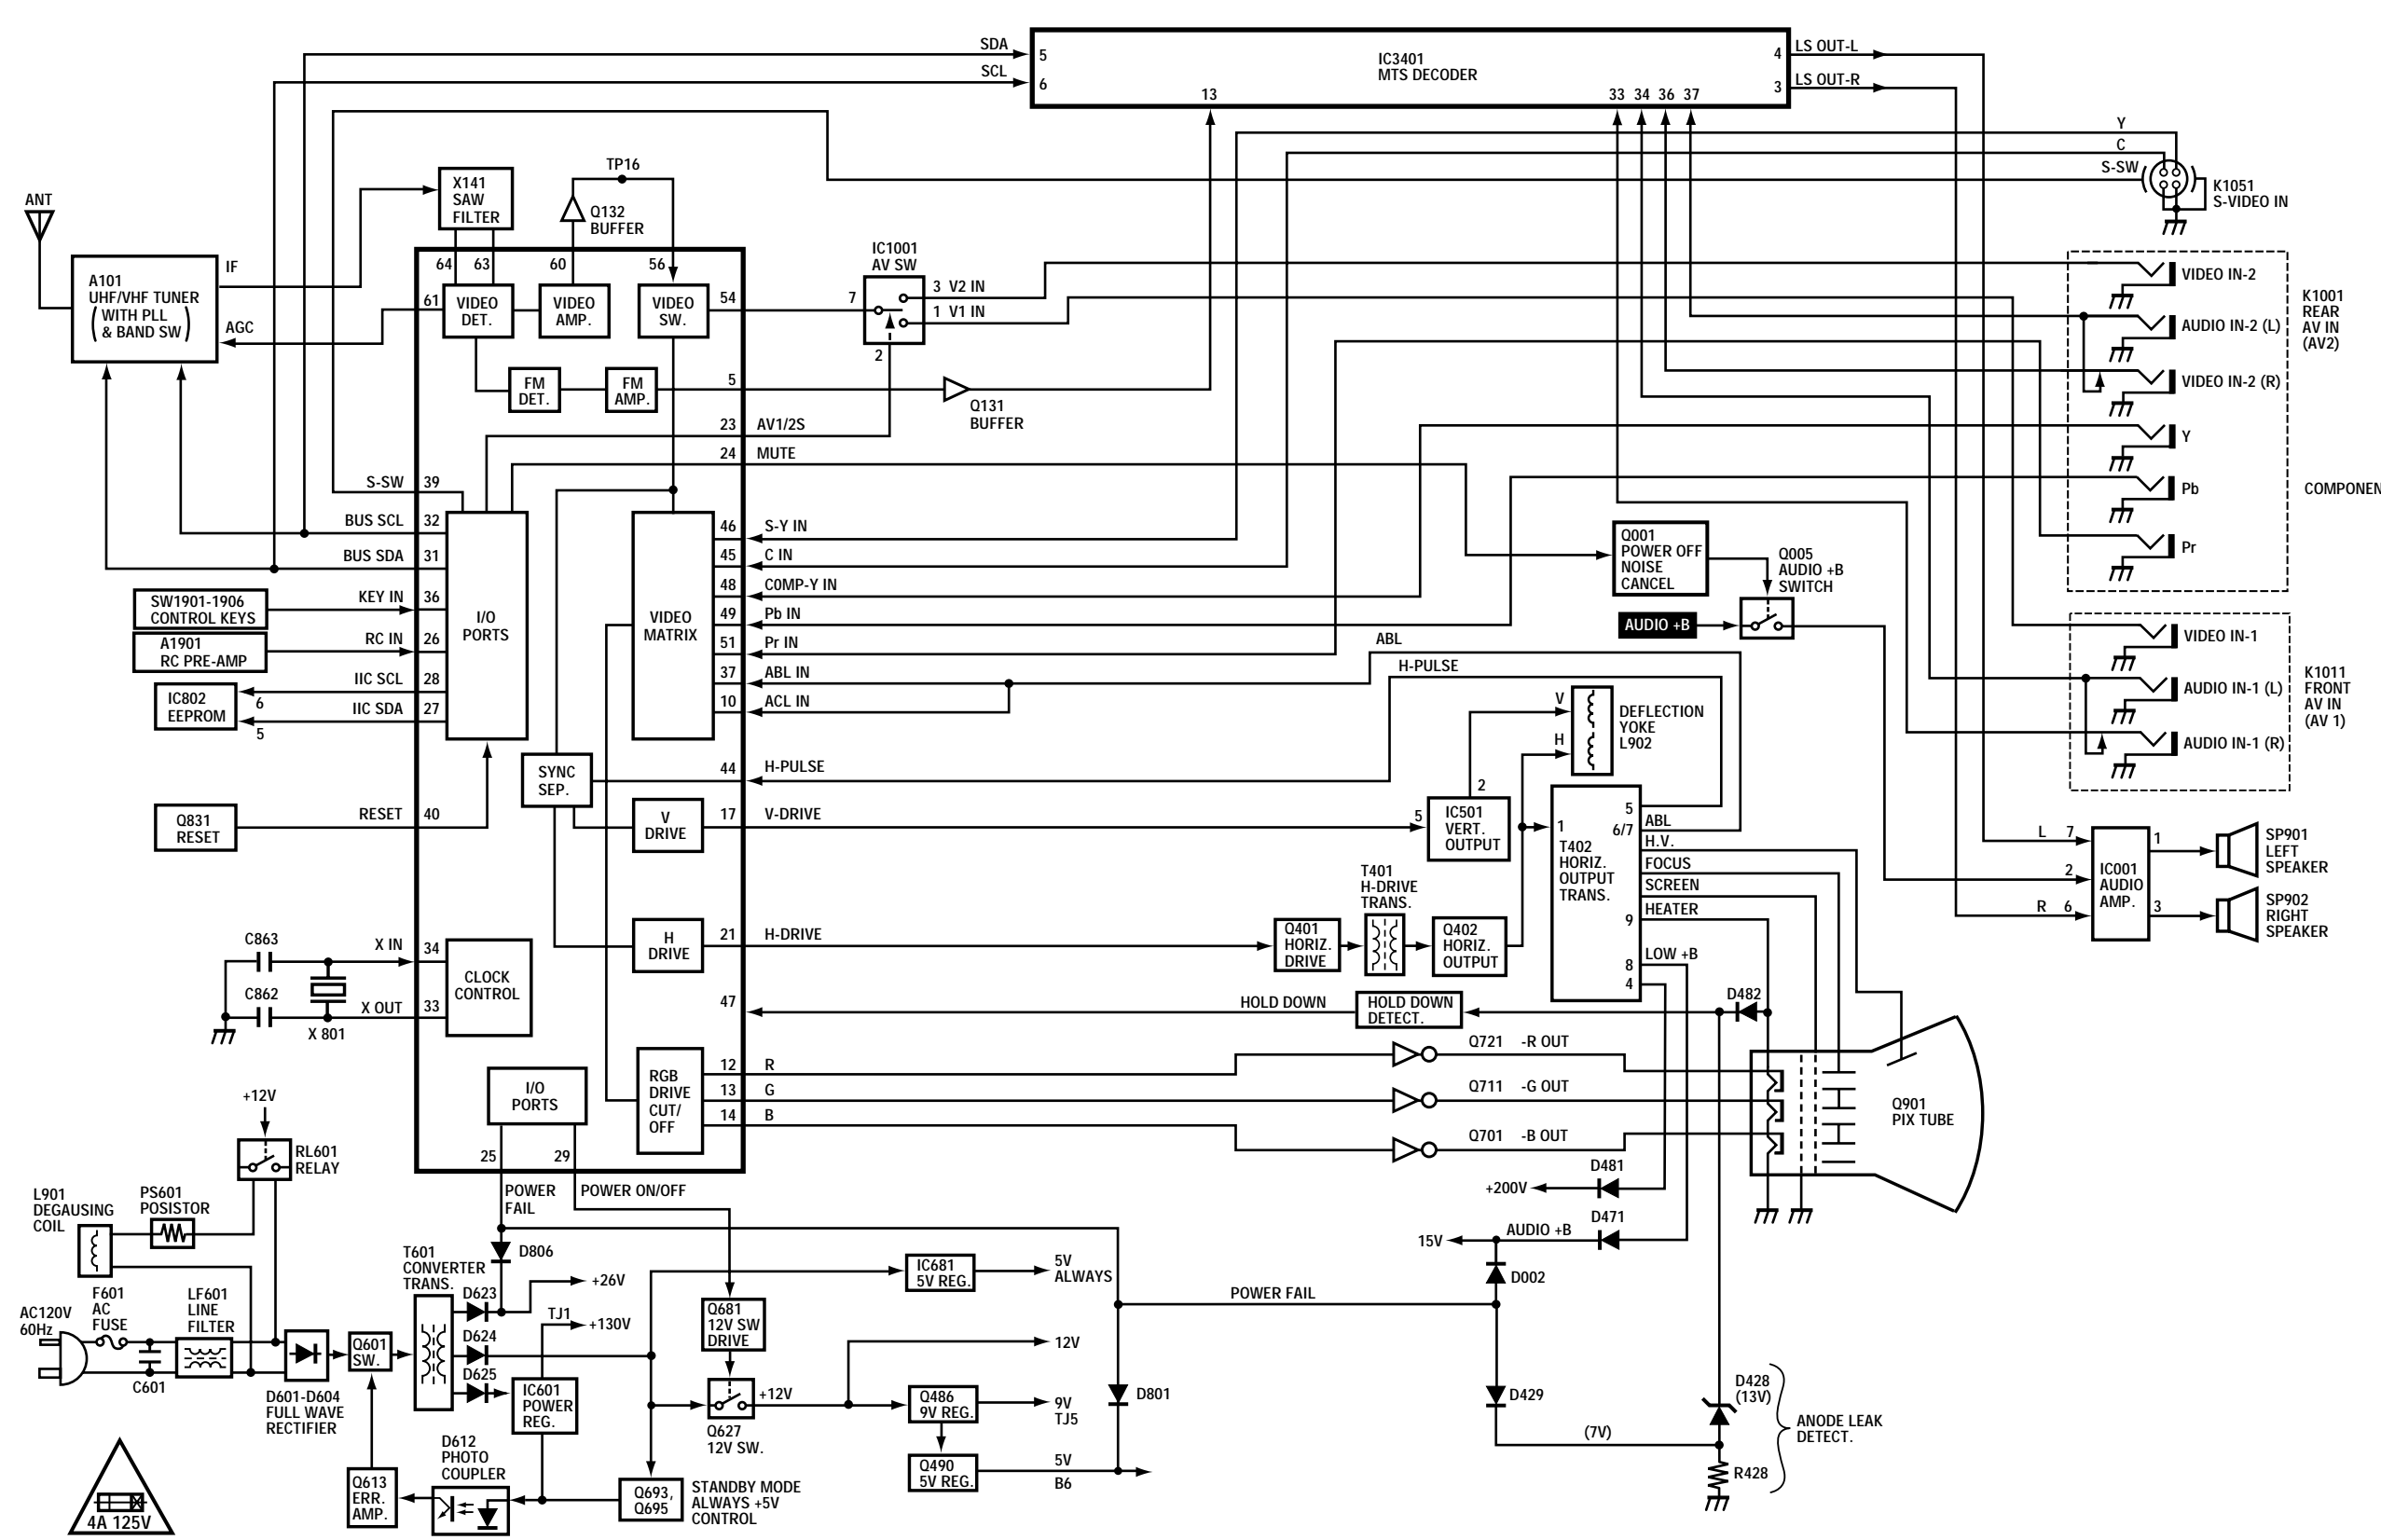 SDA
5
SCL
6
IC3401
MTS DECODER
13
33 34 36 37
4
LS OUT-L
3
LS OUT-R
Y
C
S-SW
K1051
S-VIDEO IN
ANT
A101
UHF/VHF TUNER
(WITH PLL
& BAND SW)
IF
AGC
X141
SAW
FILTER
TP16
Q132
BUFFER
64
63
60
56
61
VIDEO
DET.
VIDEO
AMP.
VIDEO
SW.
54
IC1001
AV SW
7
3 V2 IN
1 V1 IN
2
FM
DET.
FM
AMP.
5
Q131
BUFFER
23
AV1/2S
24
MUTE
VIDEO IN-2
AUDIO IN-2 (L)
VIDEO IN-2 (R)
K1001
REAR
AV IN
(AV2)
Y
Pb
Pr
COMPONEN
S-SW
39
BUS SCL
32
BUS SDA
31
SW1901-1906
CONTROL KEYS
KEY IN
36
A1901
RC PRE-AMP
RC IN
26
IC802
EEPROM
IIC SCL
6
28
IIC SDA
5
27
I/O
PORTS
VIDEO
MATRIX
46
S-Y IN
45
C IN
48
C0MP-Y IN
49
Pb IN
51
Pr IN
37
ABL IN
10
ACL IN
ABL
H-PULSE
Q001
POWER OFF
NOISE
CANCEL
Q005
AUDIO +B
SWITCH
AUDIO +B
VIDEO IN-1
AUDIO IN-1 (L)
AUDIO IN-1 (R)
K1011
FRONT
AV IN
(AV 1)
V
H
DEFLECTION
YOKE
L902
SYNC
SEP.
44
H-PULSE
Q831
RESET
RESET
40
V
DRIVE
17
V-DRIVE
5
2
IC501
VERT.
OUTPUT
1
5
6/7
T402
HORIZ.
OUTPUT
TRANS.
ABL
H.V.
FOCUS
SCREEN
HEATER
9
LOW +B
8
4
L 7
2
R 6
IC001
AUDIO
AMP.
1
3
SP901
LEFT
SPEAKER
SP902
RIGHT
SPEAKER
H
DRIVE
21
H-DRIVE
Q401
HORIZ.
DRIVE
T401
H-DRIVE
TRANS.
Q402
HORIZ.
OUTPUT
C863
X IN
34
C862
X OUT
33
X 801
CLOCK
CONTROL
47
HOLD DOWN
HOLD DOWN
DETECT.
D482
RGB
DRIVE
CUT/
OFF
12
R
13
G
14
B
Q721 -R OUT
Q711 -G OUT
Q701 -B OUT
Q901
PIX TUBE
I/O
PORTS
25
29
POWER
FAIL
POWER ON/OFF
+12V
RL601
RELAY
L901
DEGAUSING
COIL
PS601
POSISTOR
D481
+200V
D471
15V
AUDIO +B
D002
POWER FAIL
D429
(7V)
D428
(13V)
R428
ANODE LEAK
DETECT.
AC120V
60Hz
F601
AC
FUSE
C601
LF601
LINE
FILTER
D601-D604
FULL WAVE
RECTIFIER
Q601
SW.
T601
CONVERTER
TRANS.
D806
D623
+26V
TJ1
+130V
D624
D625
IC601
POWER
REG.
D612
PHOTO
COUPLER
Q613
ERR.
AMP.
Q681
12V SW
DRIVE
+12V
Q627
12V SW.
IC681
5V REG.
5V
ALWAYS
12V
Q486
9V REG.
9V
TJ5
Q490
5V REG.
5V
B6
D801
Q693,
Q695
STANDBY MODE
ALWAYS +5V
CONTROL
4A 125V